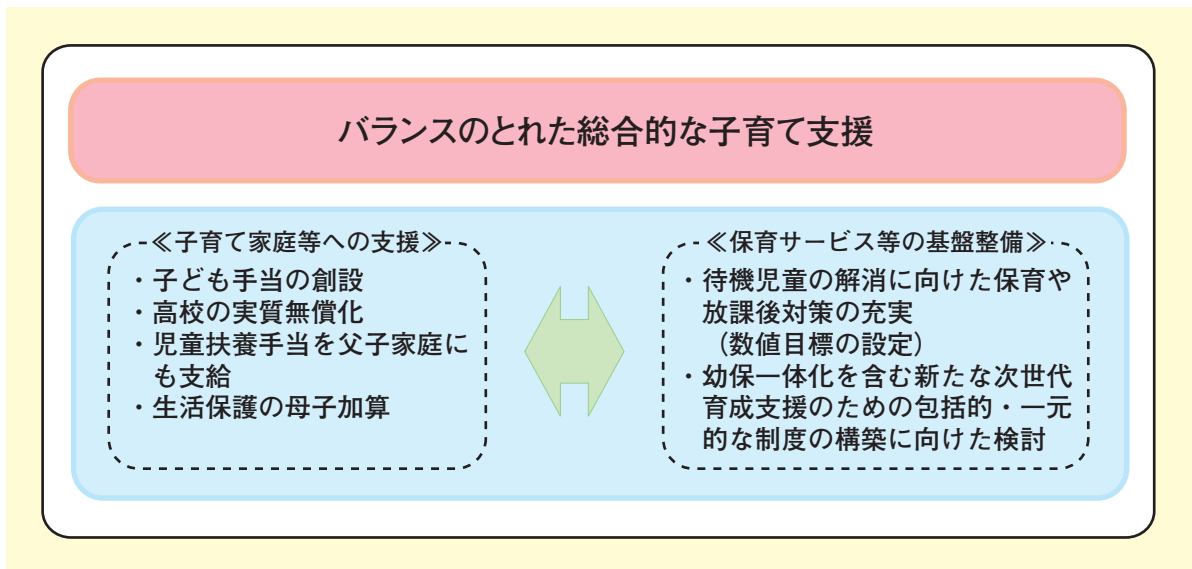 バランスのとれた総合的な子育て支援
≪子育て家庭等への支援≫
・子ども手当の創設
・高校の実質無償化
・児童扶養手当を父子家庭に
も支給
・生活保護の母子加算
≪保育サービス等の基盤整備≫
・待機児童の解消に向けた保育や
放課後対策の充実
（数値目標の設定）
・幼保一体化を含む新たな次世代
育成支援のための包括的・一元
的な制度の構築に向けた検討